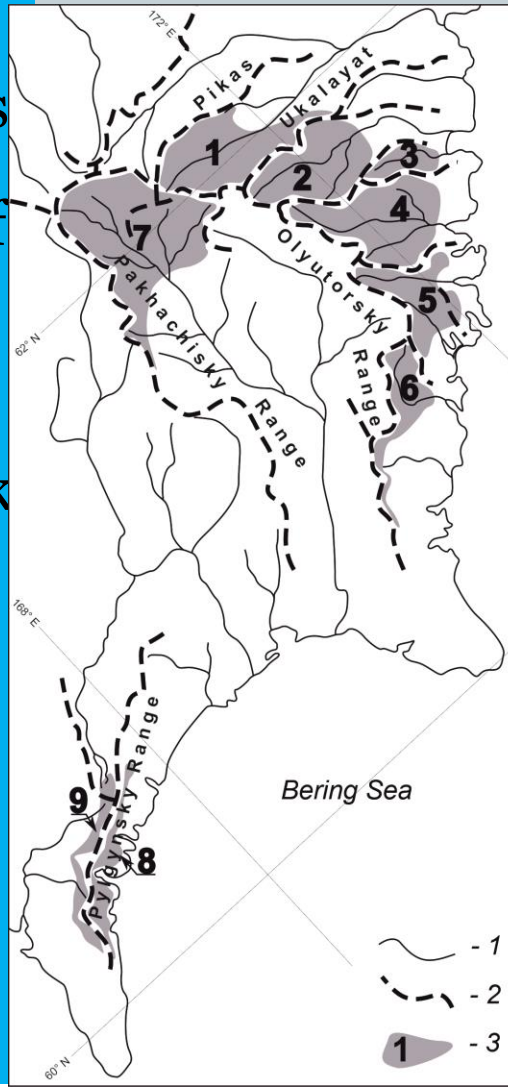 172° E
Pikas
Ukalayat
1
2
3
4
7
Olyutorsky
Range
5
6
Pakhachisky
Range
62° N
168° E
Pylgynsky Range
Bering Sea
9
8
- 1
- 2
1 - 3
60° N